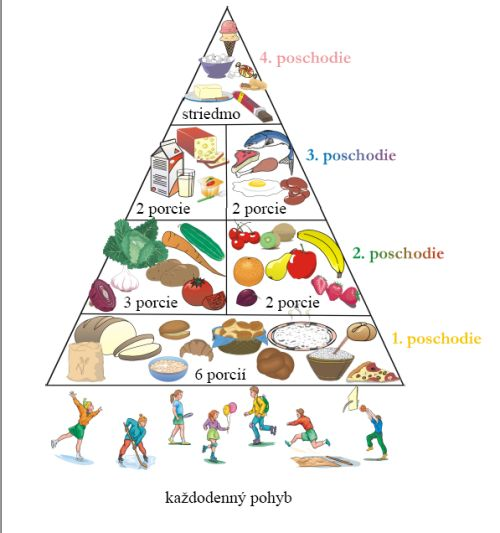 4. poschodie
striedmo
3. poschodie
2 porcie
2 porcie
2. poschodie
3 porcie
2 porcie
1. poschodie
6 porcií
každodenný pohyb